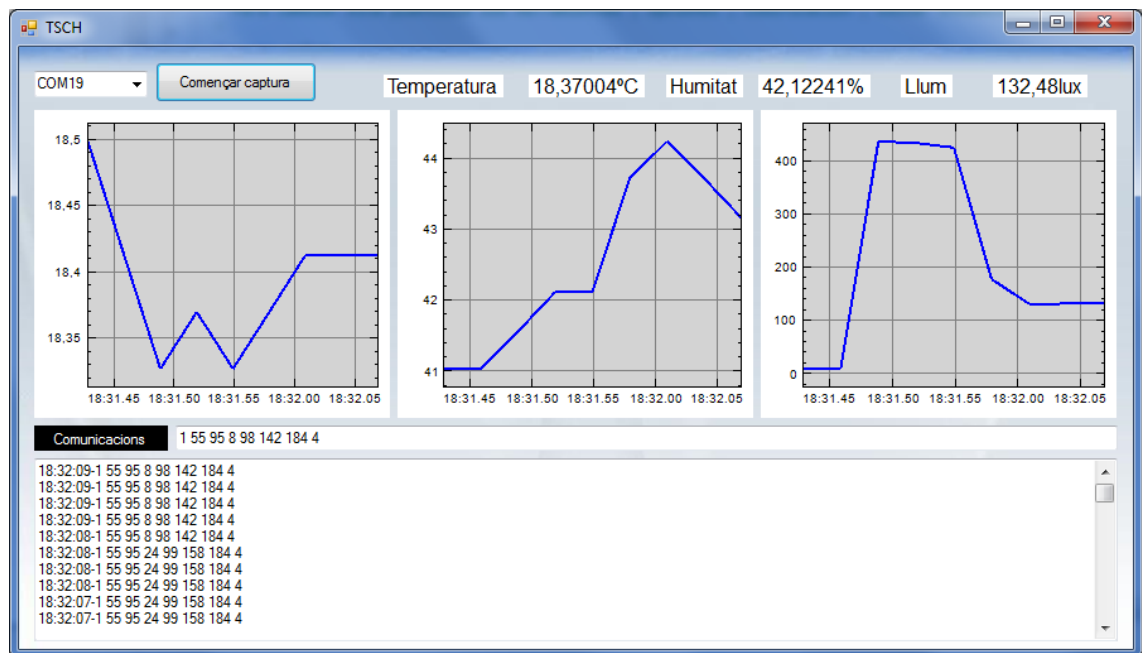 TSCH
COM19 Començar captura Temperatura 18,37004ºC Humitat 42,12241% Llum 132,48lux
18,5
18,45
18,4
18,35
18:31.45 18:31.50 18:31.55 18:32.00 18:32.05
44
43
42
41
18:31.45 18:31.50 18:31.55 18:32.00 18:32.05
400
300
200
100
0
18:31.45 18:31.50 18:31.55 18:32.00 18:32.05
Comunicacions 1 55 95 8 98 142 184 4
18:32:09-1 55 95 8 98 142 184 4
18:32:09-1 55 95 8 98 142 184 4
18:32:09-1 55 95 8 98 142 184 4
18:32:09-1 55 95 8 98 142 184 4
18:32:08-1 55 95 8 98 142 184 4
18:32:08-1 55 95 24 99 158 184 4
18:32:08-1 55 95 24 99 158 184 4
18:32:08-1 55 95 24 99 158 184 4
18:32:07-1 55 95 24 99 158 184 4
18:32:07-1 55 95 24 99 158 184 4